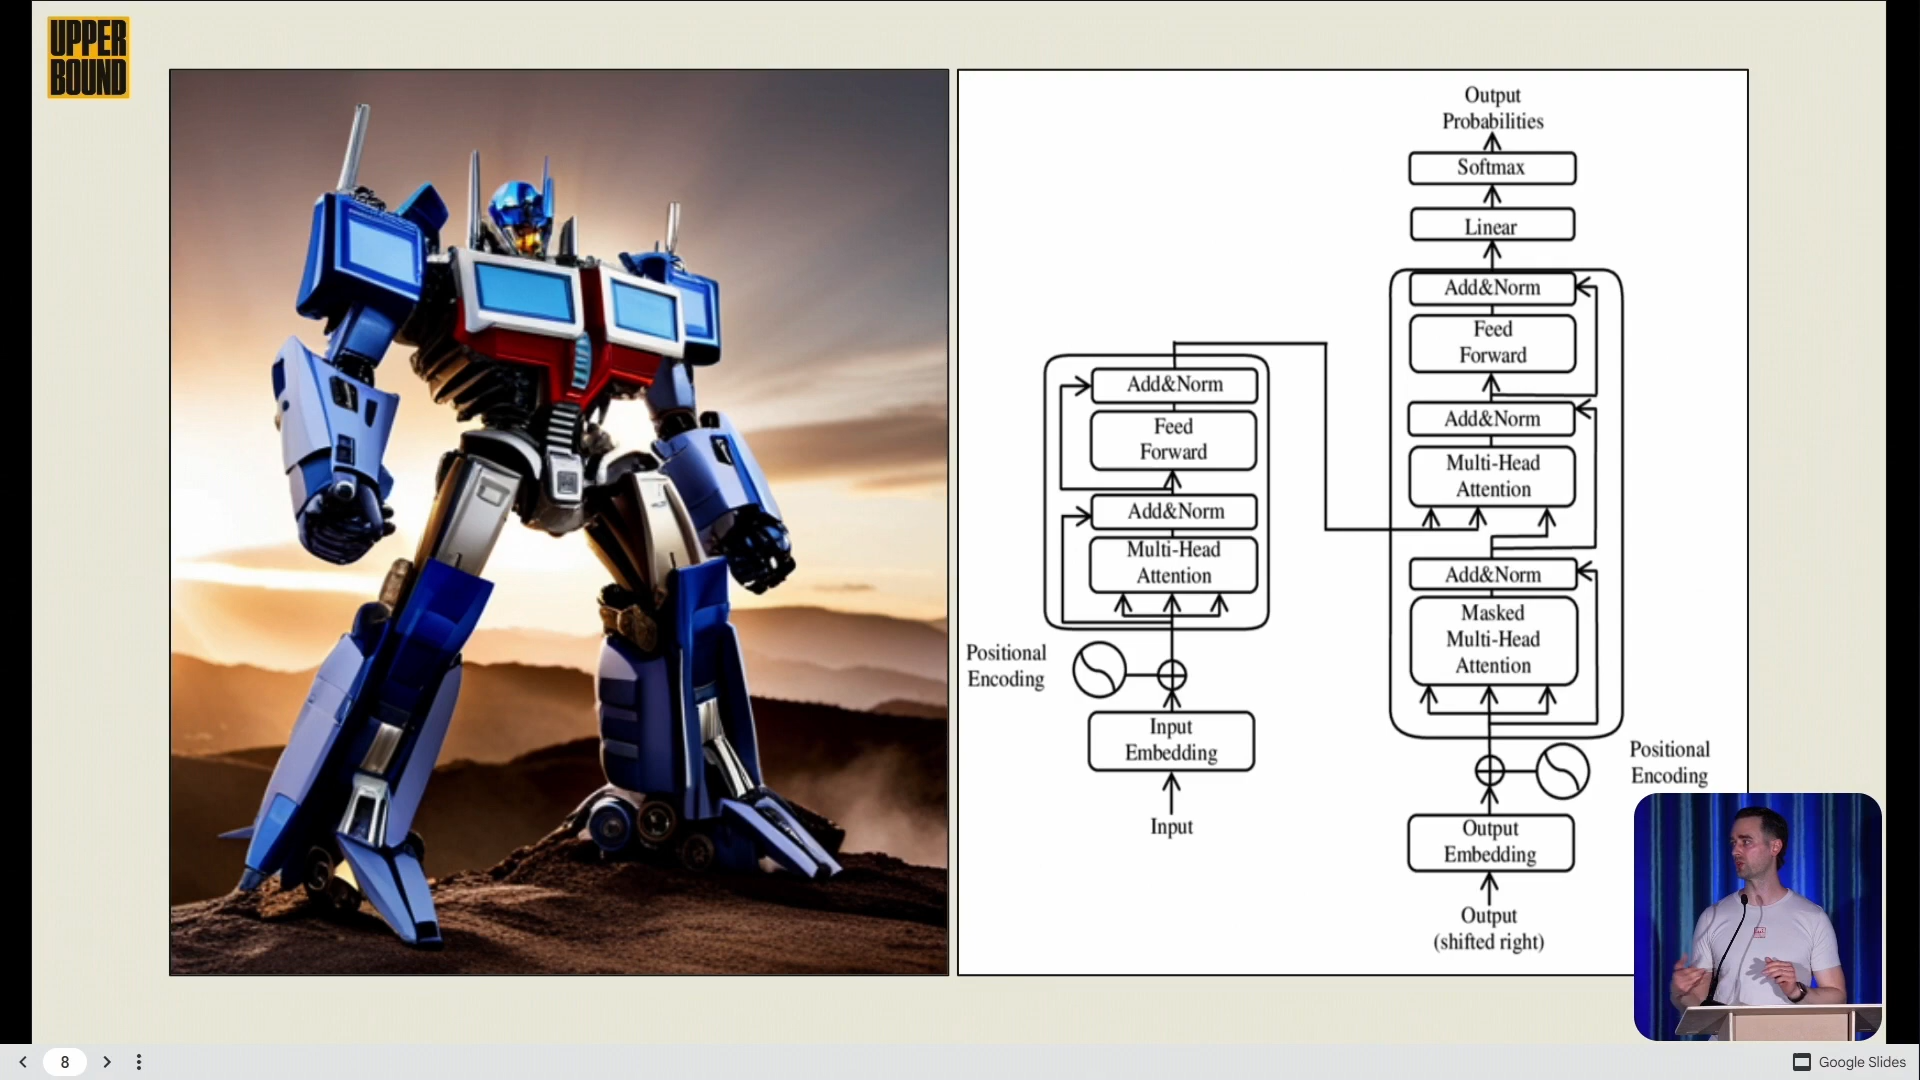 UPPER
BOUND
Output
Probabilities
Softmax
Linear
Add&Norm
Feed
Forward
Add&Norm
Multi-Head
Attention
Add&Norm
Masked
Multi-Head
Attention
Positional
Encoding
Output
Embedding
Output
(shifted right)
Add&Norm
Feed
Forward
Add&Norm
Multi-Head
Attention
Positional
Encoding
Input
Embedding
Input
8
Google Slides